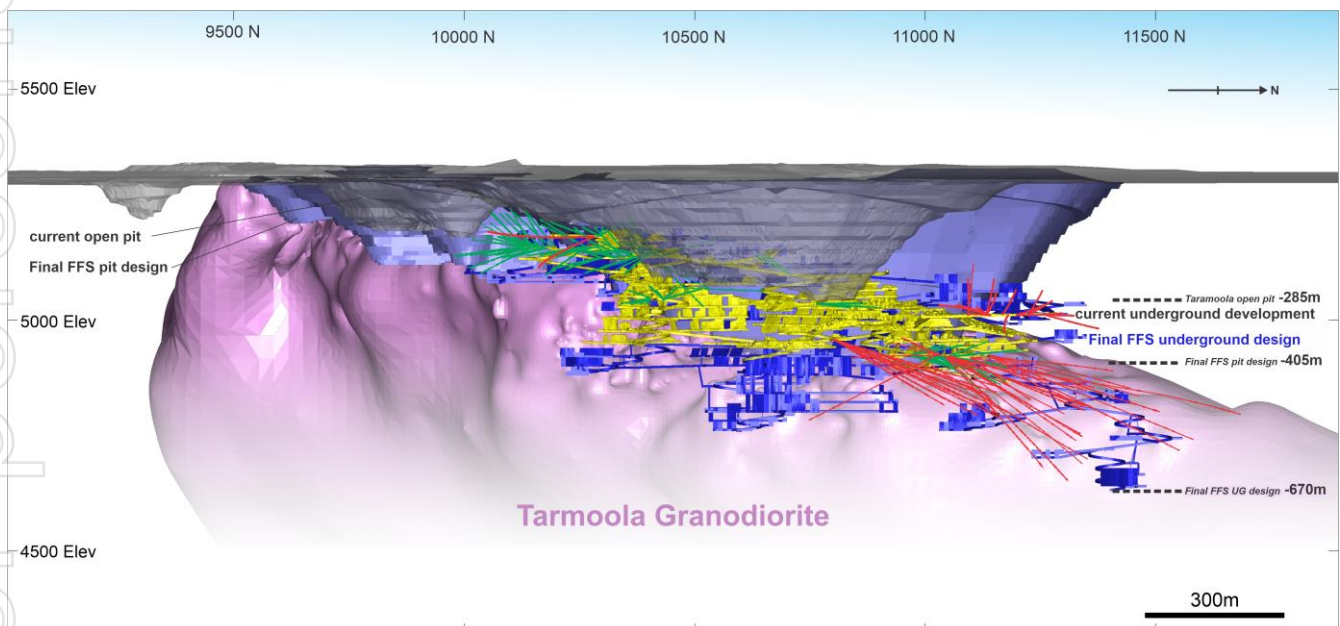 9500 N
10000 N
10500 N
11000 N
11500 N
5500 Elev
N
current open pit
Final FFS pit design
Taramoola open pit -285m
5000 Elev
current underground development
Final FFS underground design
Final FFS pit design -405m
Final FFS UG design -670m
Tarmoola Granodiorite
4500 Elev
300m